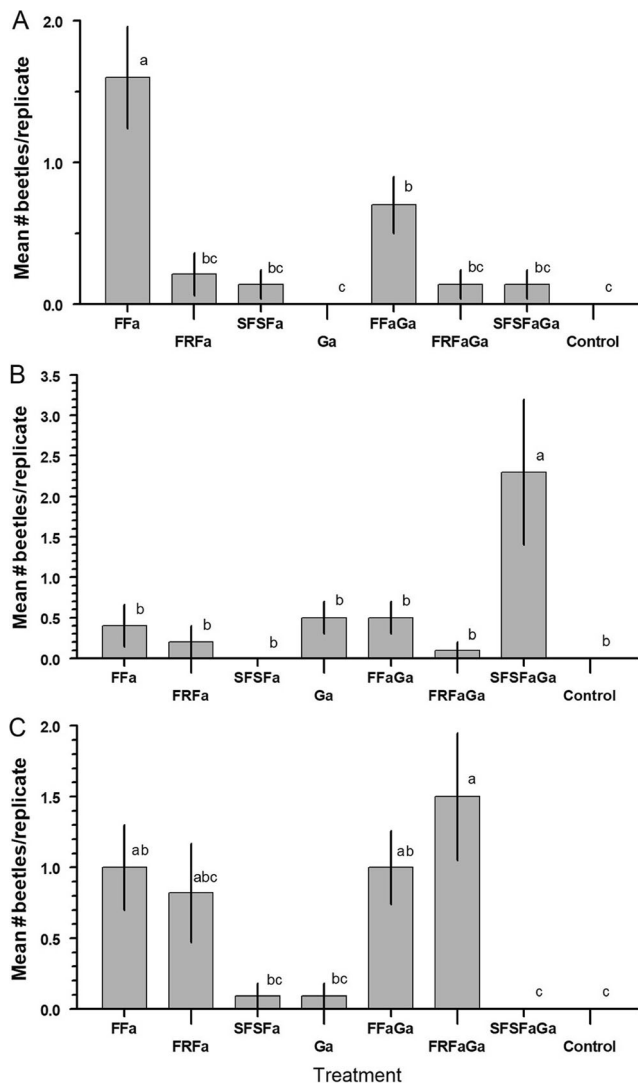 A
Mean # beetles/replicate
2.0
1.0
0.0
a
bc
bc
c
b
bc
bc
c
FFa
SFSFa
FFaGa
SFSFaGa
FRFa
Ga
FRFaGa
Control
B
Mean # beetles/replicate
3.5
3.0
2.5
2.0
1.5
1.0
0.5
0.0
b
b
b
b
b
b
a
b
FFa
SFSFa
FFaGa
SFSFaGa
FRFa
Ga
FRFaGa
Control
C
Mean # beetles/replicate
2.0
1.5
1.0
0.5
0.0
ab
abc
bc
bc
ab
a
c
c
FFa
SFSFa
FFaGa
SFSFaGa
FRFa
Ga
FRFaGa
Control
Treatment